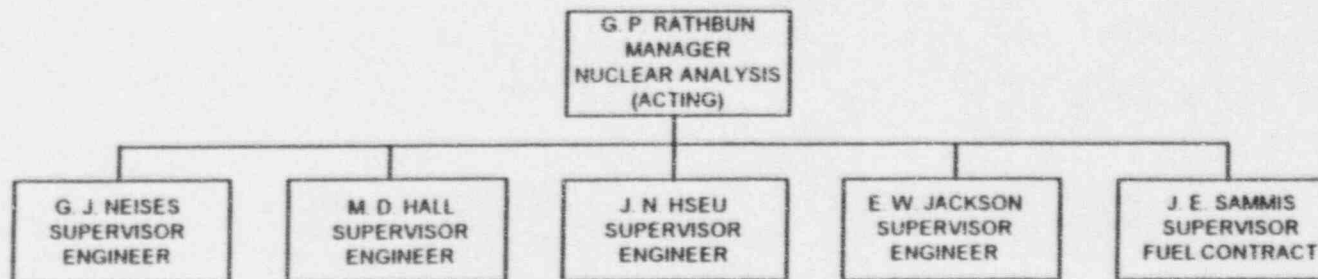 G. P. RATHBUN
MANAGER
NUCLEAR ANALYSIS
(ACTING)
G. J. NEISES
SUPERVISOR
ENGINEER
M. D. HALL
SUPERVISOR
ENGINEER
J. N. HSEU
SUPERVISOR
ENGINEER
E. W. JACKSON
SUPERVISOR
ENGINEER
J. E. SAMMIS
SUPERVISOR
FUEL CONTRACT